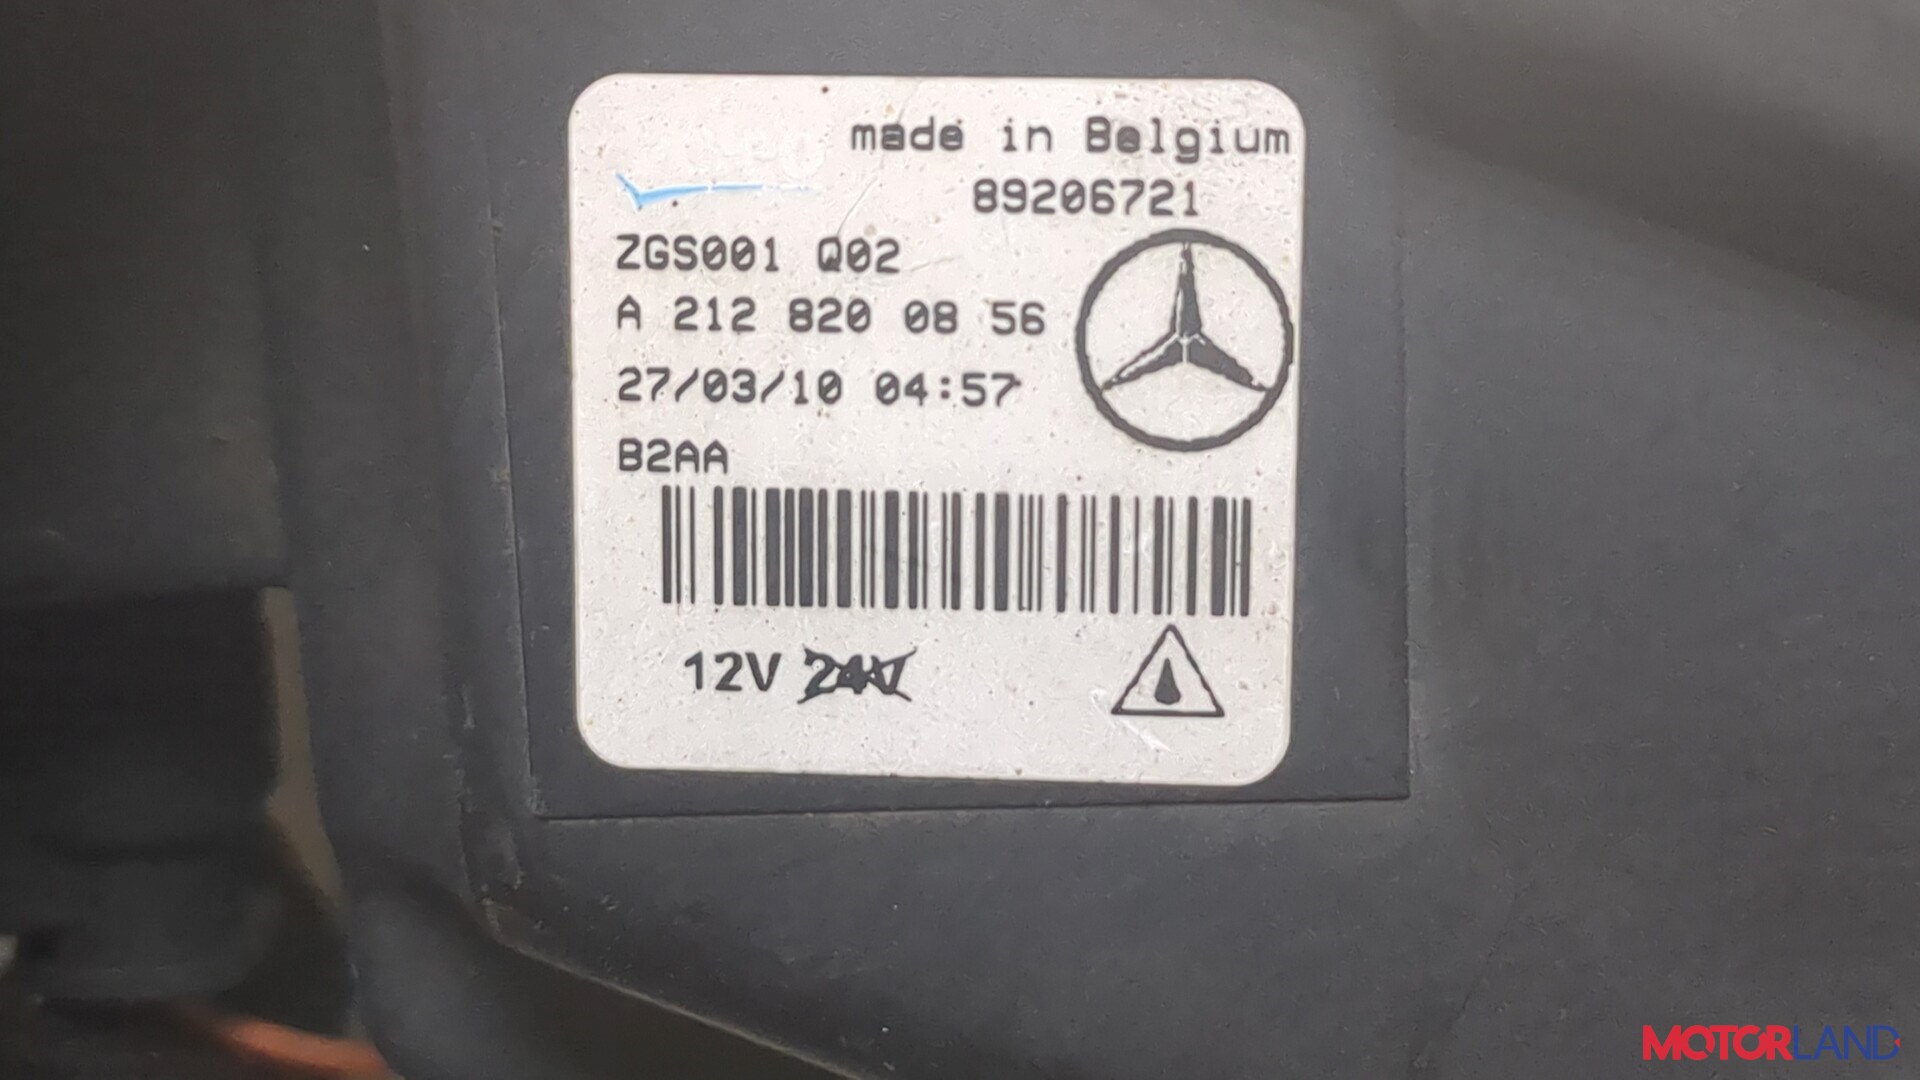 made in Belgium
89206721
ZGS001 Q02
A 212 820 08 56
27/03/10 04:57
B2AA
12V 24V
MOTORLAND